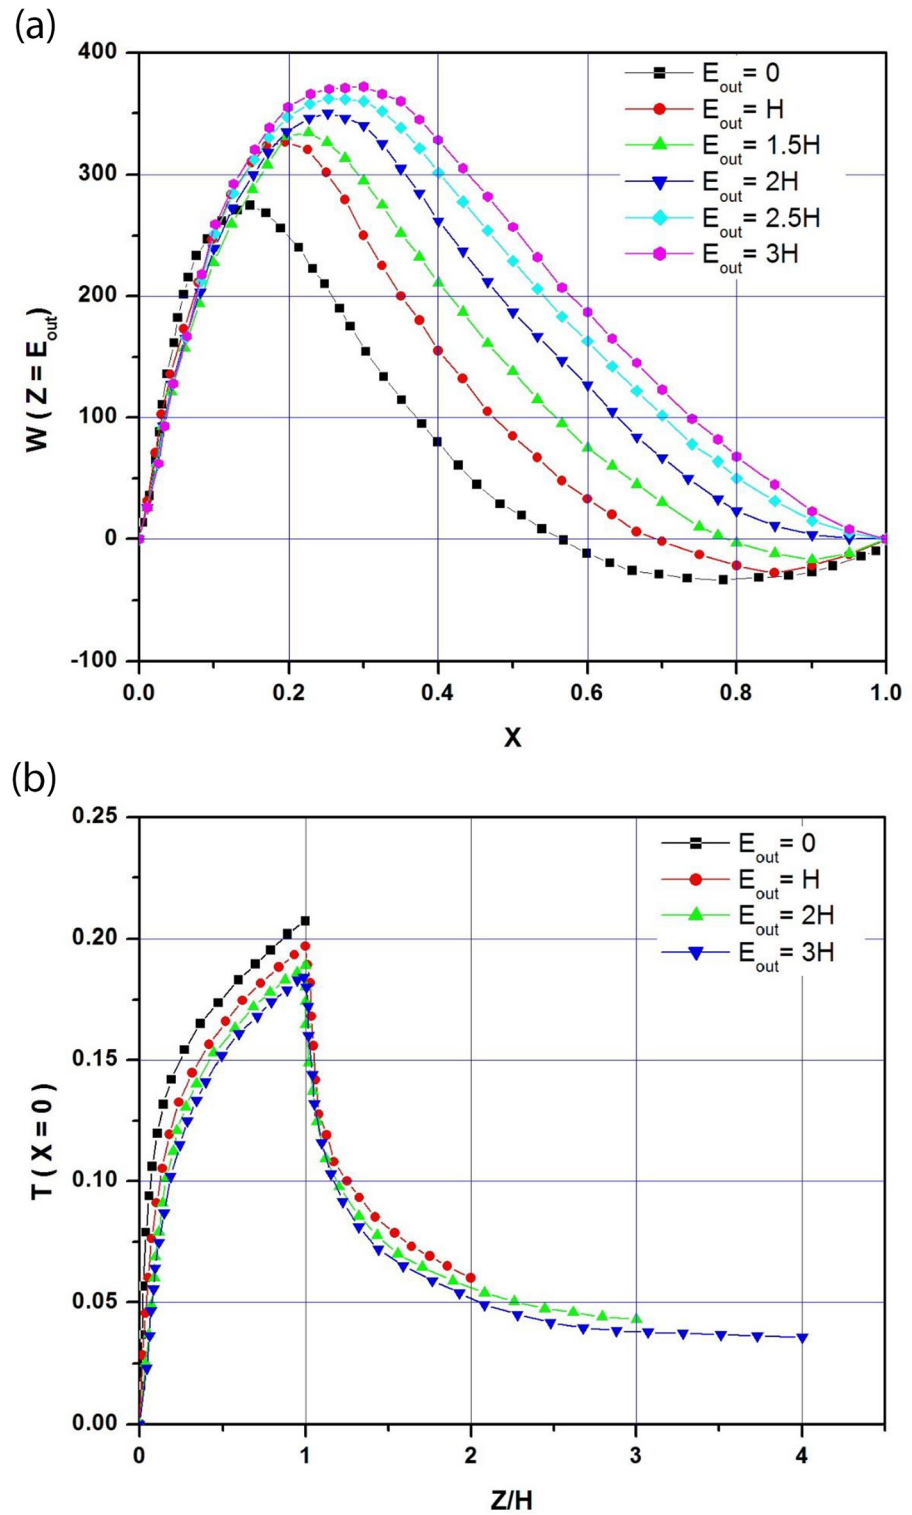 (a)
400
300
200
100
0
-100
W ( Z = Eout)
Eout= 0
Eout= H
Eout= 1.5H
Eout= 2H
Eout= 2.5H
Eout= 3H
0.0 0.2 0.4 0.6 0.8 1.0
X
(b)
0.25
0.20
0.15
0.10
0.05
0.00
T ( X = 0 )
Eout= 0
Eout= H
Eout= 2H
Eout= 3H
0 1 2 3 4
Z/H